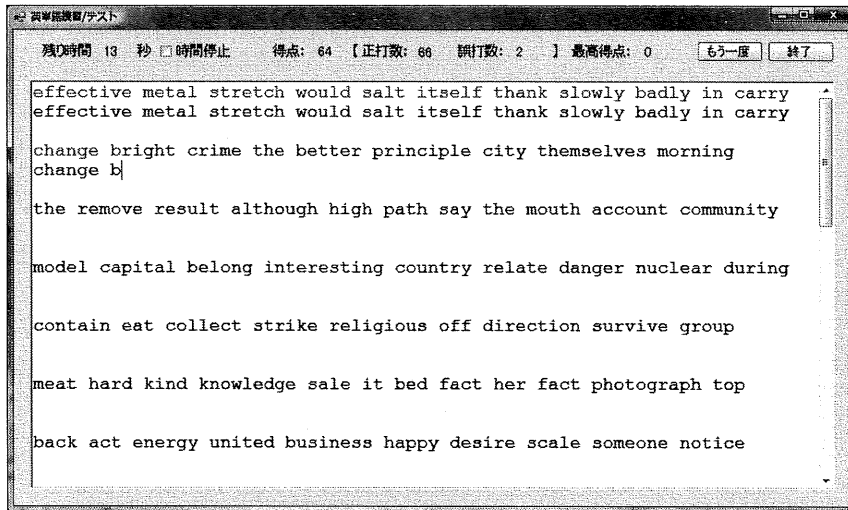 英単語練習/テスト
残り時間 13 秒 時間停止 得点: 64 【正打数: 66 誤打数: 2 】 最高得点: 0 もう一度 終了
effective metal stretch would salt itself thank slowly badly in carry
effective metal stretch would salt itself thank slowly badly in carry
change bright crime the better principle city themselves morning
change b
the remove result although high path say the mouth account community
model capital belong interesting country relate danger nuclear during
contain eat collect strike religious off direction survive group
meat hard kind knowledge sale it bed fact her fact photograph top
back act energy united business happy desire scale someone notice